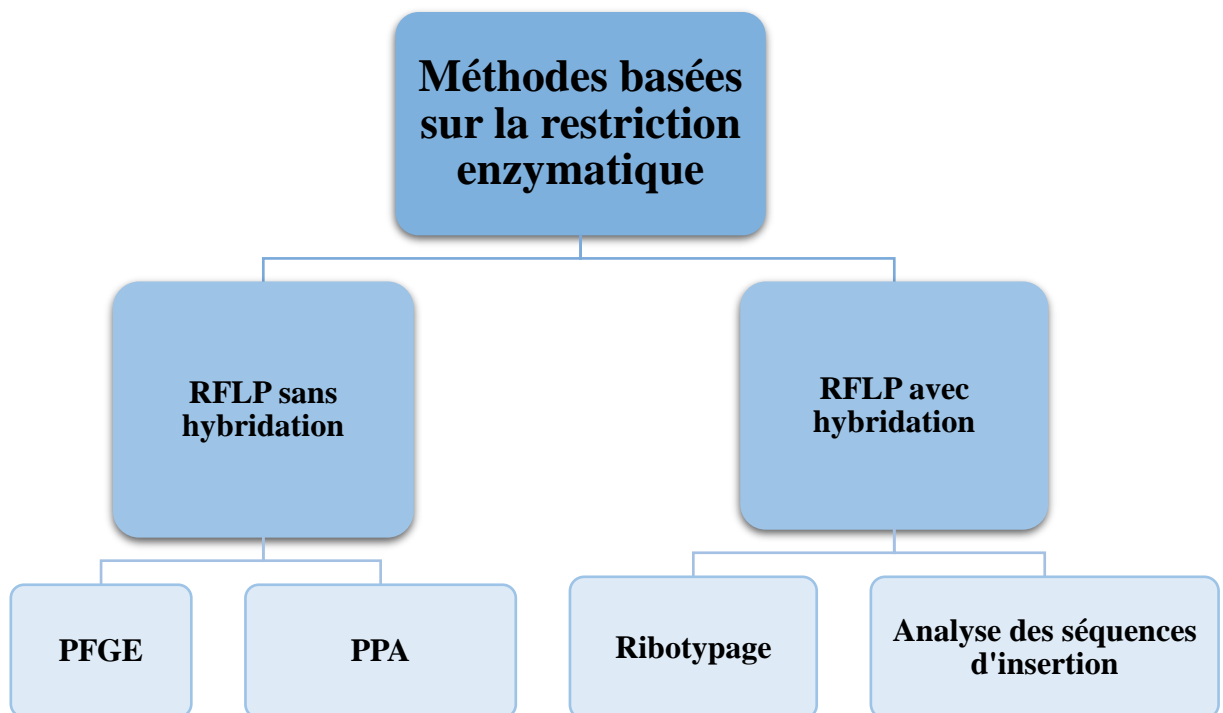 Méthodes basées
sur la restriction
enzymatique
RFLP sans
hybridation
RFLP avec
hybridation
PFGE
PPA
Ribotypage
Analyse des séquences
d'insertion